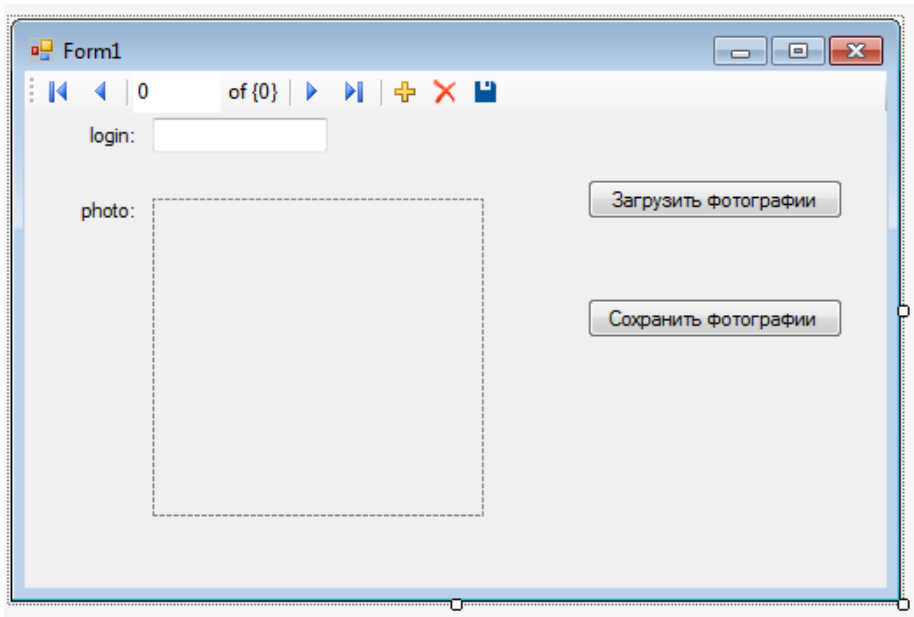 Form1
0 of {0}
login:
photo:
Загрузить фотографии
Сохранить фотографии